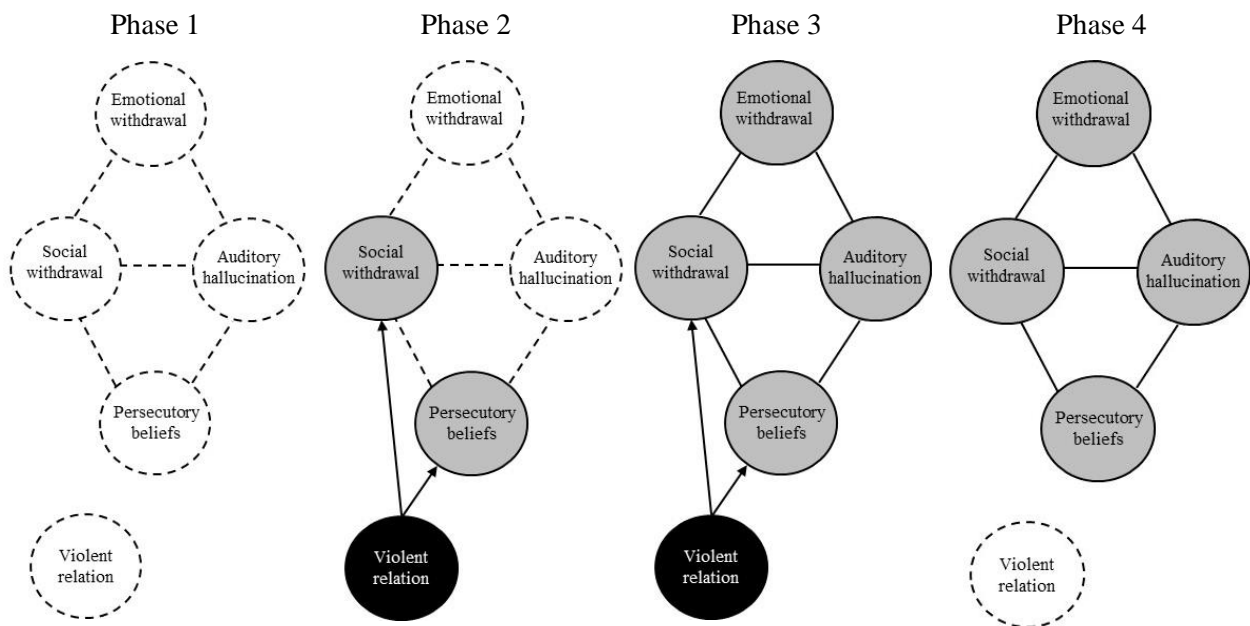 Phase 1
Emotional
withdrawal
Social
withdrawal
Auditory
hallucination
Persecutory
beliefs
Violent
relation
Phase 2
Emotional
withdrawal
Social
withdrawal
Auditory
hallucination
Persecutory
beliefs
Violent
relation
Phase 3
Emotional
withdrawal
Social
withdrawal
Auditory
hallucination
Persecutory
beliefs
Violent
relation
Phase 4
Emotional
withdrawal
Social
withdrawal
Auditory
hallucination
Persecutory
beliefs
Violent
relation